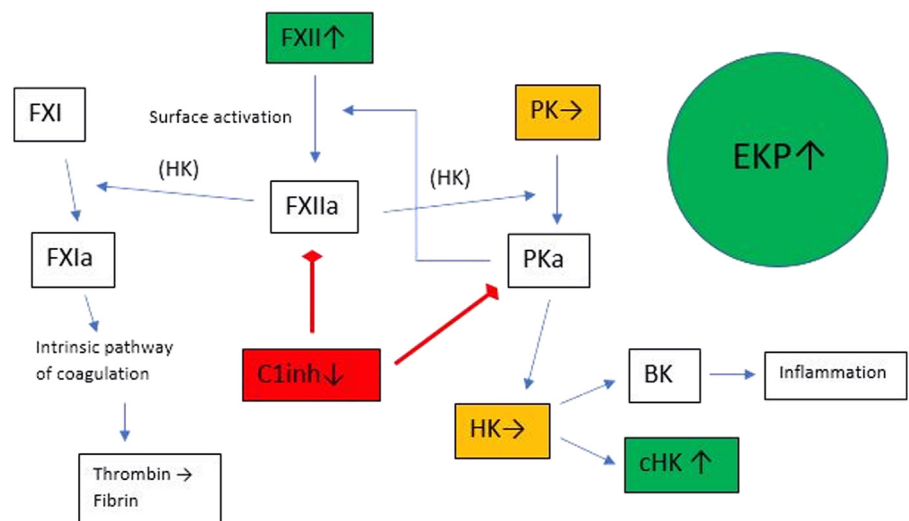 FXII↑
FXI
Surface activation
PK→
EKP↑
(HK)
(HK)
FXIIa
FXIa
PKa
Intrinsic pathway
of coagulation
C1inh↓
BK
Inflammation
HK→
cHK ↑
Thrombin →
Fibrin